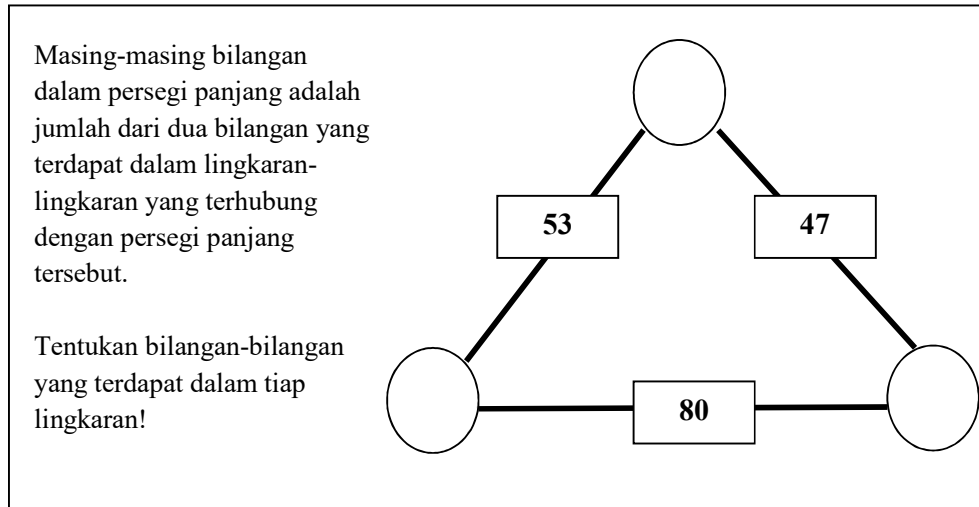 Masing-masing bilangan
dalam persegi panjang adalah
jumlah dari dua bilangan yang
terdapat dalam lingkaran-
lingkaran yang terhubung
dengan persegi panjang
tersebut.
Tentukan bilangan-bilangan
yang terdapat dalam tiap
lingkaran!
53
47
80